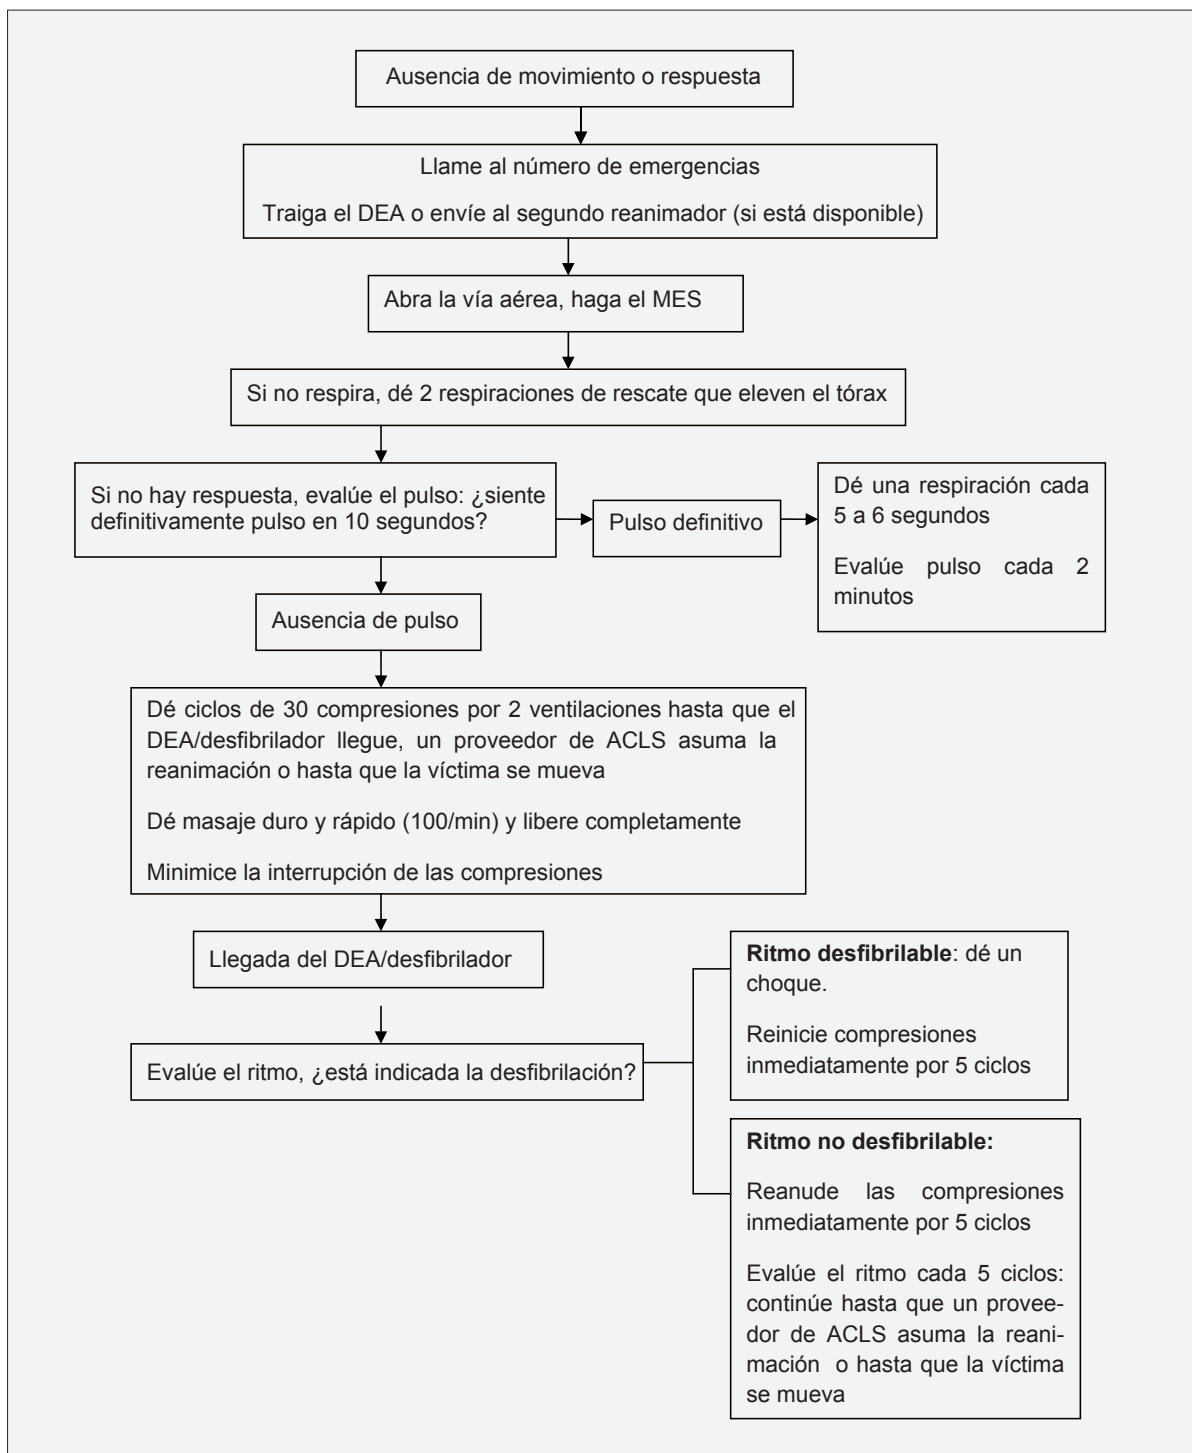 Ausencia de movimiento o respuesta
Llame al número de emergencias
Traiga el DEA o envíe al segundo reanimador (si está disponible)
Abra la vía aérea, haga el MES
Si no respira, dé 2 respiraciones de rescate que eleven el tórax
Si no hay respuesta, evalúe el pulso: ¿siente
definitivamente pulso en 10 segundos?
Pulso definitivo
Dé una respiración cada
5 a 6 segundos
Evalúe pulso cada 2
minutos
Ausencia de pulso
Dé ciclos de 30 compresiones por 2 ventilaciones hasta que el
DEA/desfibrilador llegue, un proveedor de ACLS asuma la
reanimación o hasta que la víctima se mueva
Dé masaje duro y rápido (100/min) y libere completamente
Minimice la interrupción de las compresiones
Llegada del DEA/desfibrilador
Evalúe el ritmo, ¿está indicada la desfibrilación?
Ritmo desfibrilable: dé un
choque.
Reinicie compresiones
inmediatamente por 5 ciclos
Ritmo no desfibrilable:
Reanude las compresiones
inmediatamente por 5 ciclos
Evalúe el ritmo cada 5 ciclos:
continúe hasta que un provee-
dor de ACLS asuma la reani-
mación o hasta que la víctima
se mueva